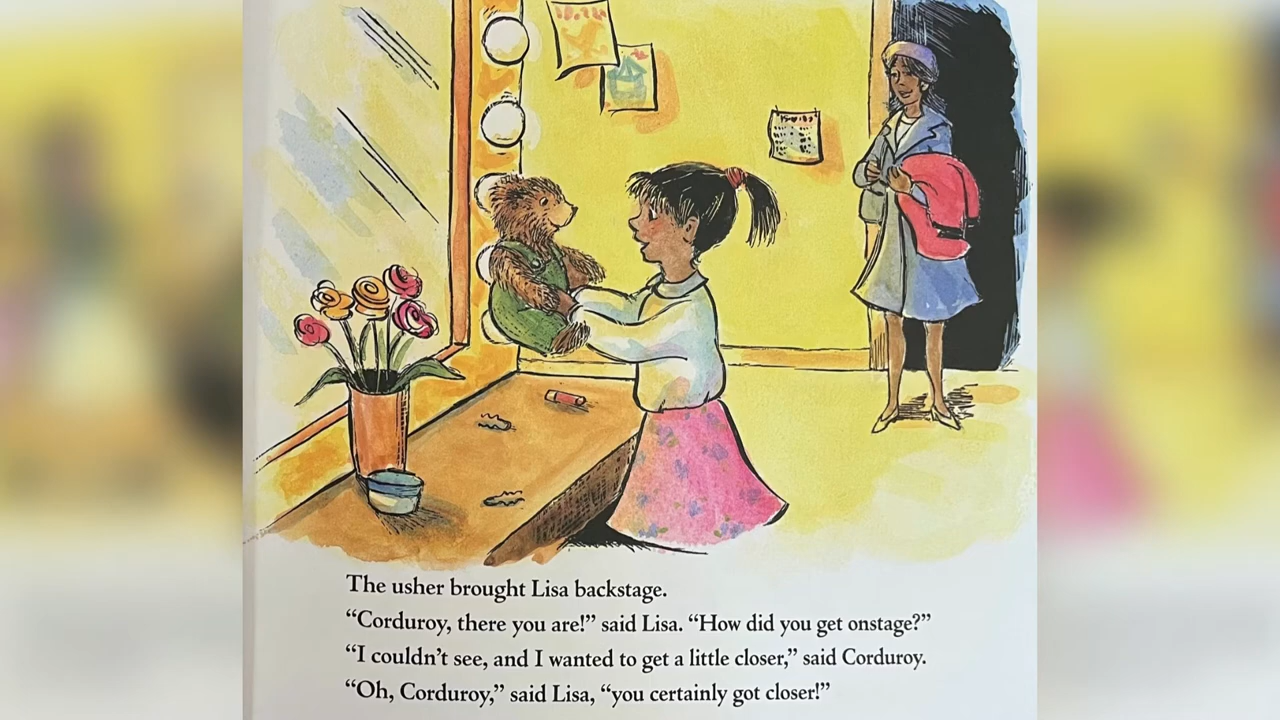 The usher brought Lisa backstage.
“Corduroy, there you are!” said Lisa. “How did you get onstage?”
“I couldn’t see, and I wanted to get a little closer,” said Corduroy.
“Oh, Corduroy,” said Lisa, “you certainly got closer!”